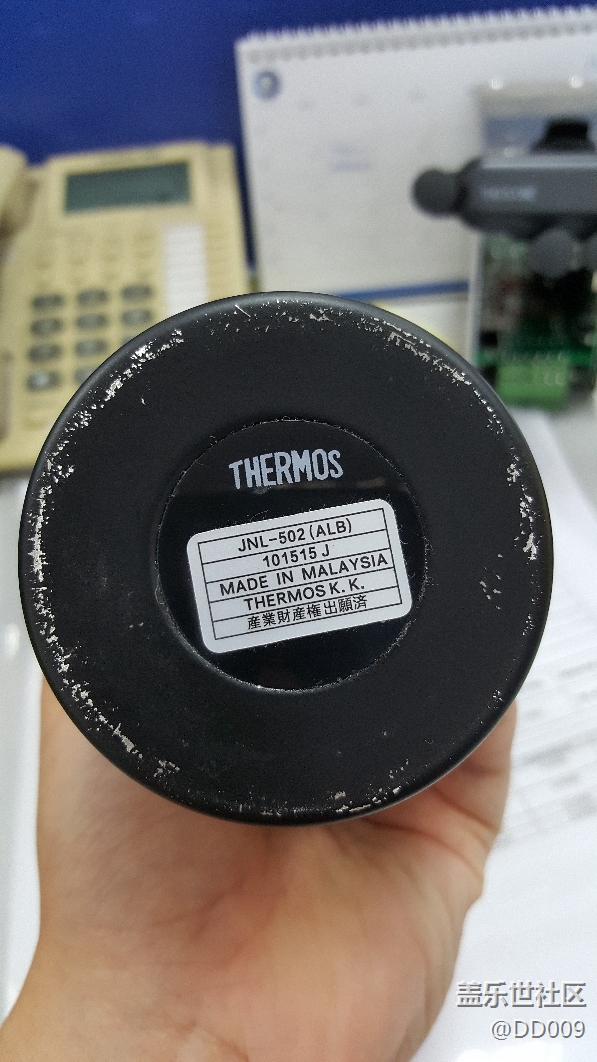 THERMOS
JNL-502(ALB)
101515 J
MADE IN MALAYSIA
THERMOS K.K.
産業財産権出願済
盖乐世社区
@DD009